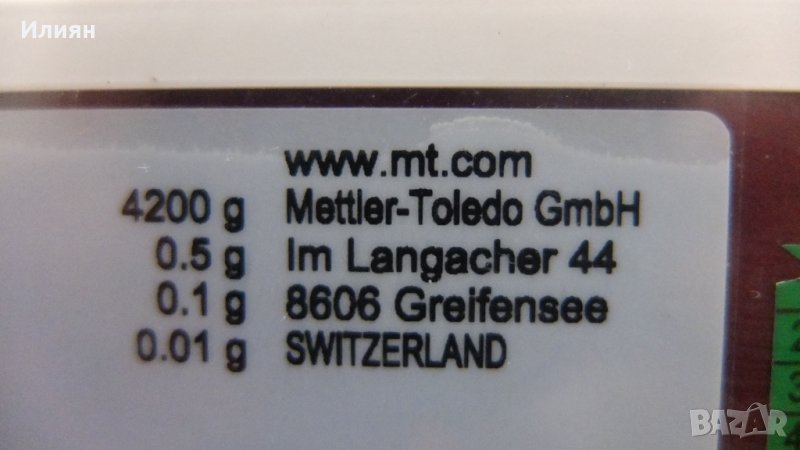 Илиян
www.mt.com
4200 g Mettler-Toledo GmbH
0.5 g Im Langacher 44
0.1 g 8606 Greifensee
0.01 g SWITZERLAND
BAZAR